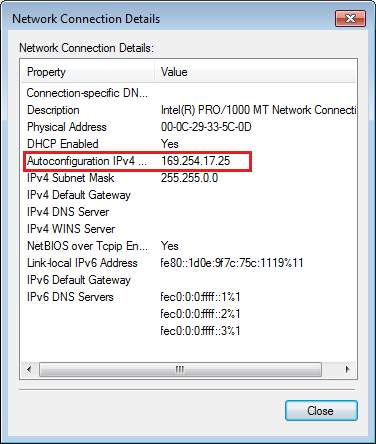 Network Connection Details
Network Connection Details:
Property Value
Connection-specific DN...
Description Intel(R) PRO/1000 MT Network Connecti
Physical Address 00-0C-29-33-5C-0D
DHCP Enabled Yes
Autoconfiguration IPv4 ... 169.254.17.25
IPv4 Subnet Mask 255.255.0.0
IPv4 Default Gateway
IPv4 DNS Server
IPv4 WINS Server
NetBIOS over Tcpip En... Yes
Link-local IPv6 Address fe80::1d0e:9f7c:75c:1119%11
IPv6 Default Gateway
IPv6 DNS Servers fec0:0:0:ffff::1%1
fec0:0:0:ffff::2%1
fec0:0:0:ffff::3%1
Close